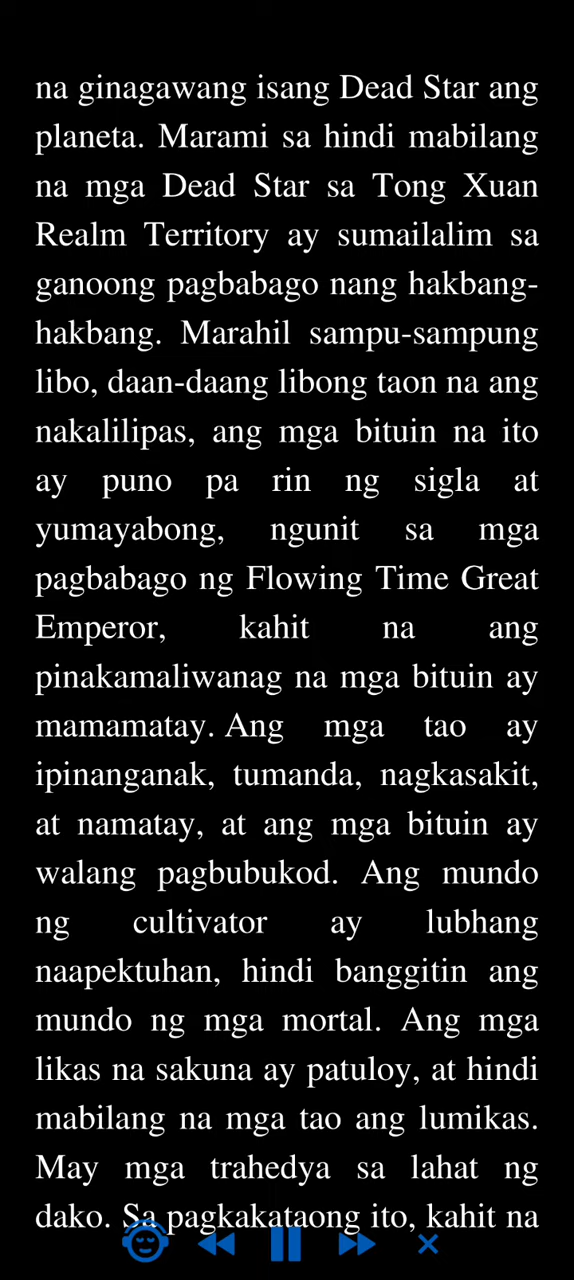 na ginagawang isang Dead Star ang
planeta. Marami sa hindi mabilang
na mga Dead Star sa Tong Xuan
Realm Territory ay sumailalim sa
ganoong pagbabago nang hakbang-
hakbang. Marahil sampu-sampung
libo, daan-daang libong taon na ang
nakalilipas, ang mga bituin na ito
ay puno pa rin ng sigla at
yumayabong, ngunit sa mga
pagbabago ng Flowing Time Great
Emperor, kahit na ang
pinakamaliwanag na mga bituin ay
mamamatay. Ang mga tao ay
ipinanganak, tumanda, nagkasakit,
at namatay, at ang mga bituin ay
walang pagbubukod. Ang mundo
ng cultivator ay lubhang
naapektuhan, hindi banggitin ang
mundo ng mga mortal. Ang mga
likas na sakuna ay patuloy, at hindi
mabilang na mga tao ang lumikas.
May mga trahedya sa lahat ng
dako. Sa pagkakataong ito, kahit na